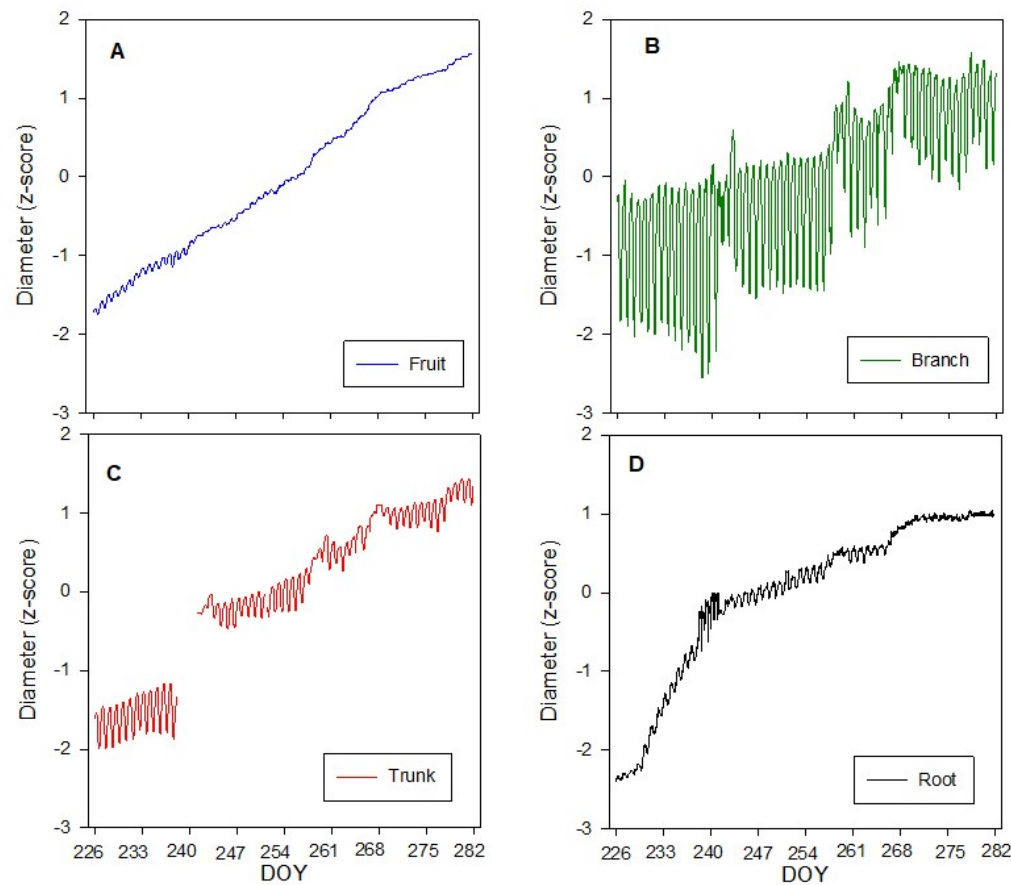 2
1
0
-1
-2
-3
Diameter (z-score)
A
Fruit
2
1
0
-1
-2
-3
Diameter (z-score)
B
Branch
2
1
0
-1
-2
-3
Diameter (z-score)
C
Trunk
226 233 240 247 254 261 268 275 282
DOY
2
1
0
-1
-2
-3
Diameter (z-score)
D
Root
226 233 240 247 254 261 268 275 282
DOY